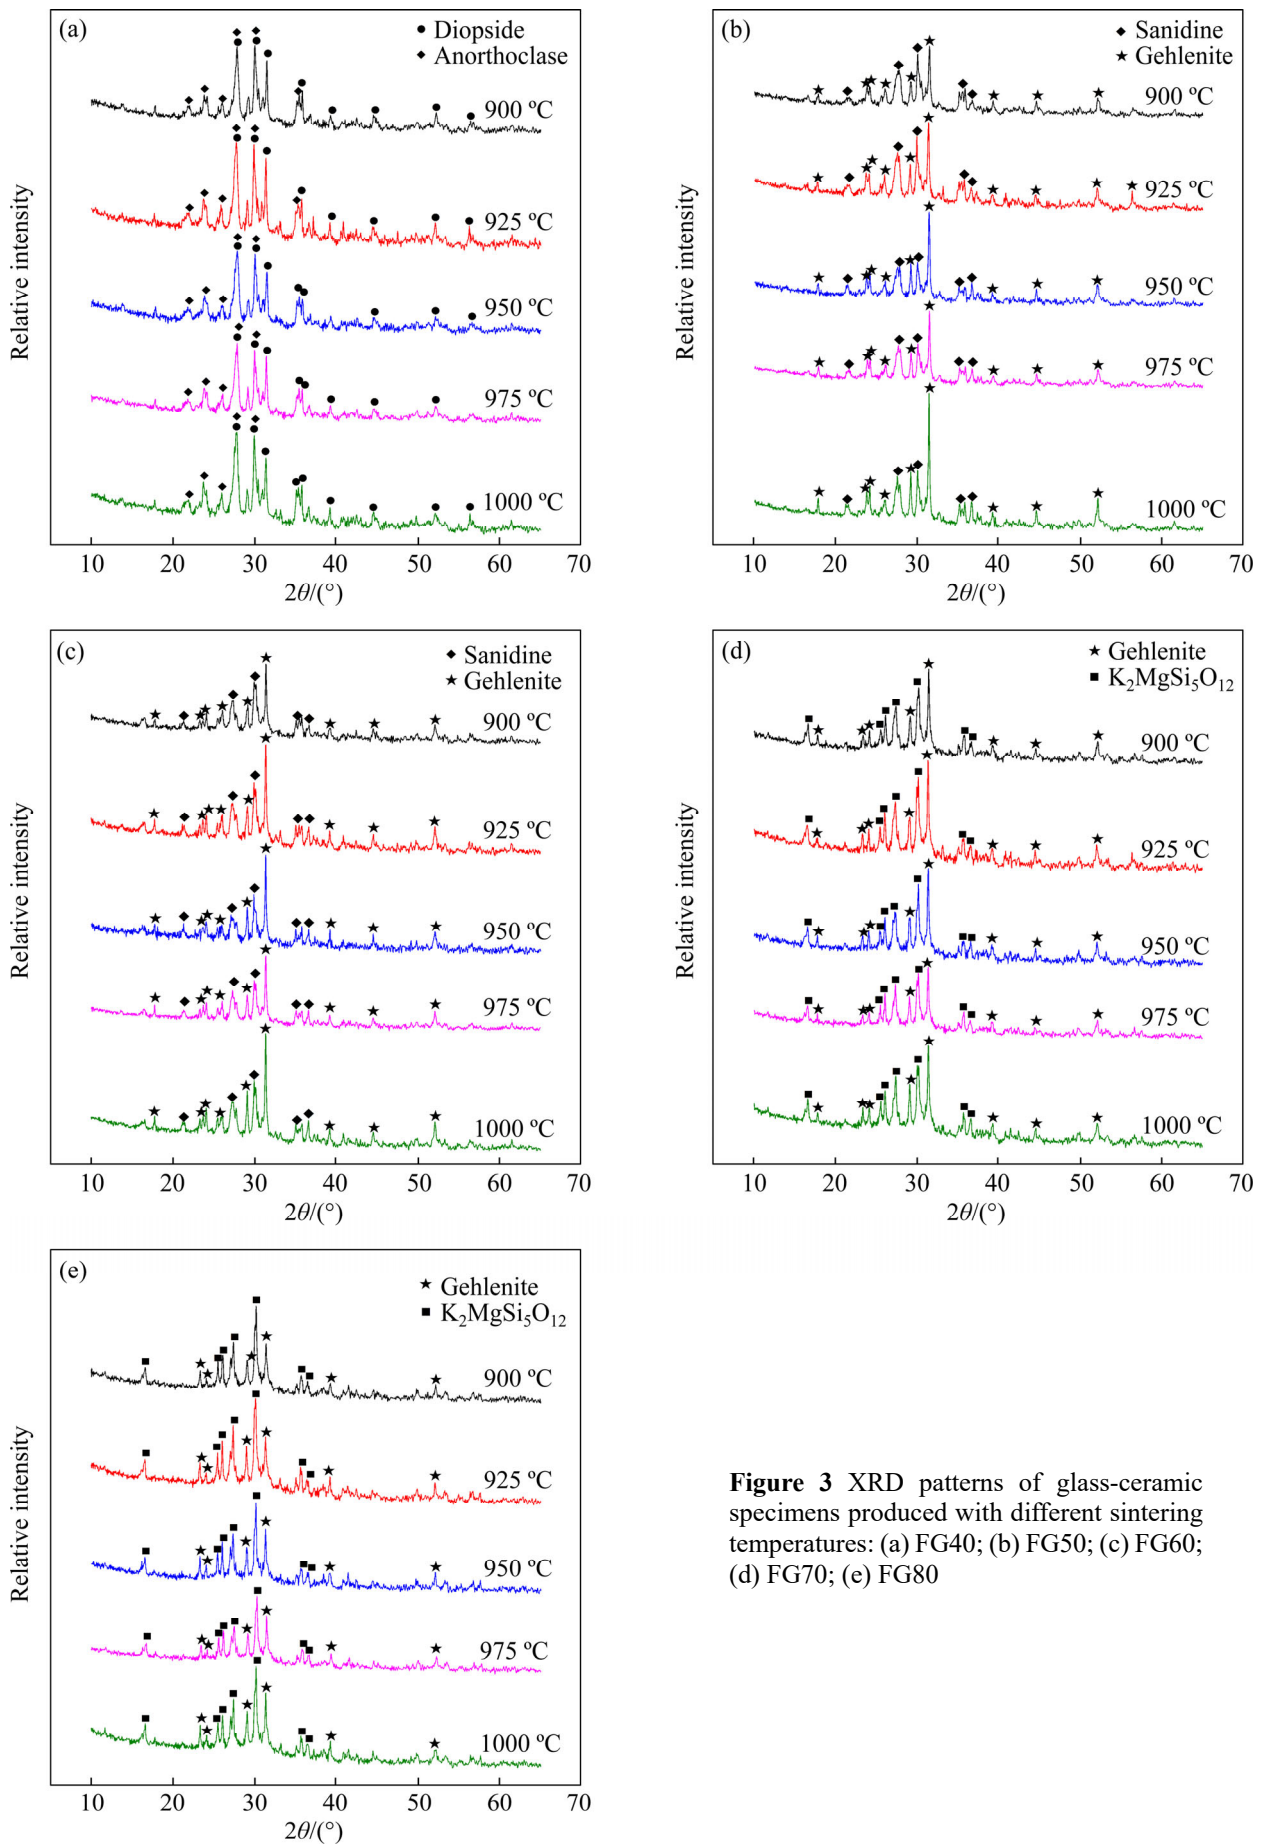 (a)
● Diopside
◆ Anorthoclase
900 ºC
925 ºC
950 ºC
975 ºC
1000 ºC
Relative intensity
10 20 30 40 50 60 70
2θ/(°)
(b)
◆ Sanidine
★ Gehlenite
900 ºC
925 ºC
950 ºC
975 ºC
1000 ºC
Relative intensity
10 20 30 40 50 60 70
2θ/(°)
(c)
◆ Sanidine
★ Gehlenite
900 ºC
925 ºC
950 ºC
975 ºC
1000 ºC
Relative intensity
10 20 30 40 50 60 70
2θ/(°)
(d)
★ Gehlenite
■ K₂MgSi₅O₁₂
900 ºC
925 ºC
950 ºC
975 ºC
1000 ºC
Relative intensity
10 20 30 40 50 60 70
2θ/(°)
(e)
★ Gehlenite
■ K₂MgSi₅O₁₂
900 ºC
925 ºC
950 ºC
975 ºC
1000 ºC
Relative intensity
10 20 30 40 50 60 70
2θ/(°)
Figure 3 XRD patterns of glass-ceramic
specimens produced with different sintering
temperatures: (a) FG40; (b) FG50; (c) FG60;
(d) FG70; (e) FG80